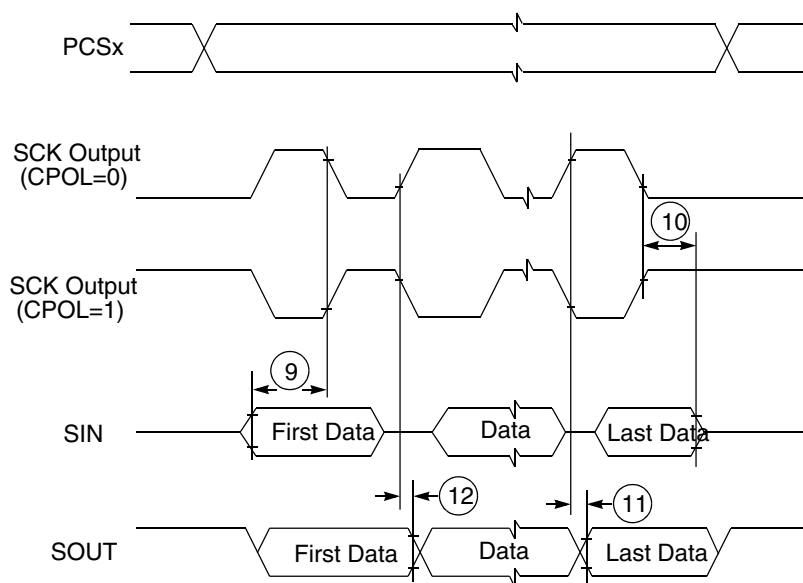 PCSx
SCK Output
(CPOL=0)
10
SCK Output
(CPOL=1)
9
SIN
First Data
Data
Last Data
12
11
SOUT
First Data
Data
Last Data